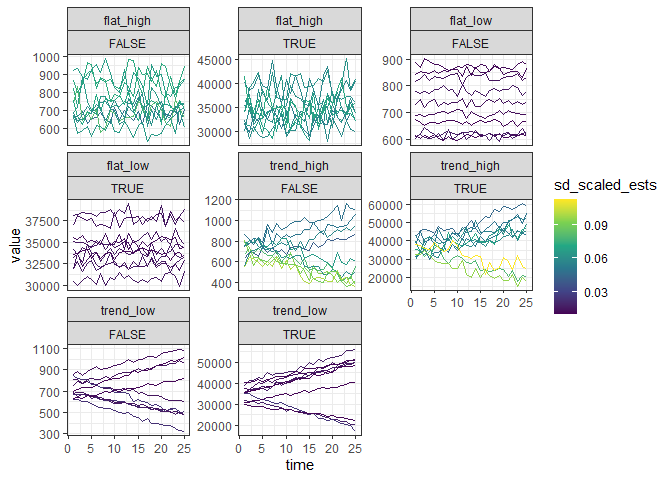 flat_high
FALSE
1000
900
800
700
600
flat_high
TRUE
45000
40000
35000
30000
flat_low
FALSE
900
800
700
600
flat_low
TRUE
37500
35000
32500
30000
trend_high
FALSE
1200
1000
800
600
400
trend_high
TRUE
60000
50000
40000
30000
20000
0 5 10 15 20 25
trend_low
FALSE
1100
900
700
500
300
0 5 10 15 20 25
trend_low
TRUE
50000
40000
30000
20000
0 5 10 15 20 25
value
time
sd_scaled_ests
0.09
0.06
0.03